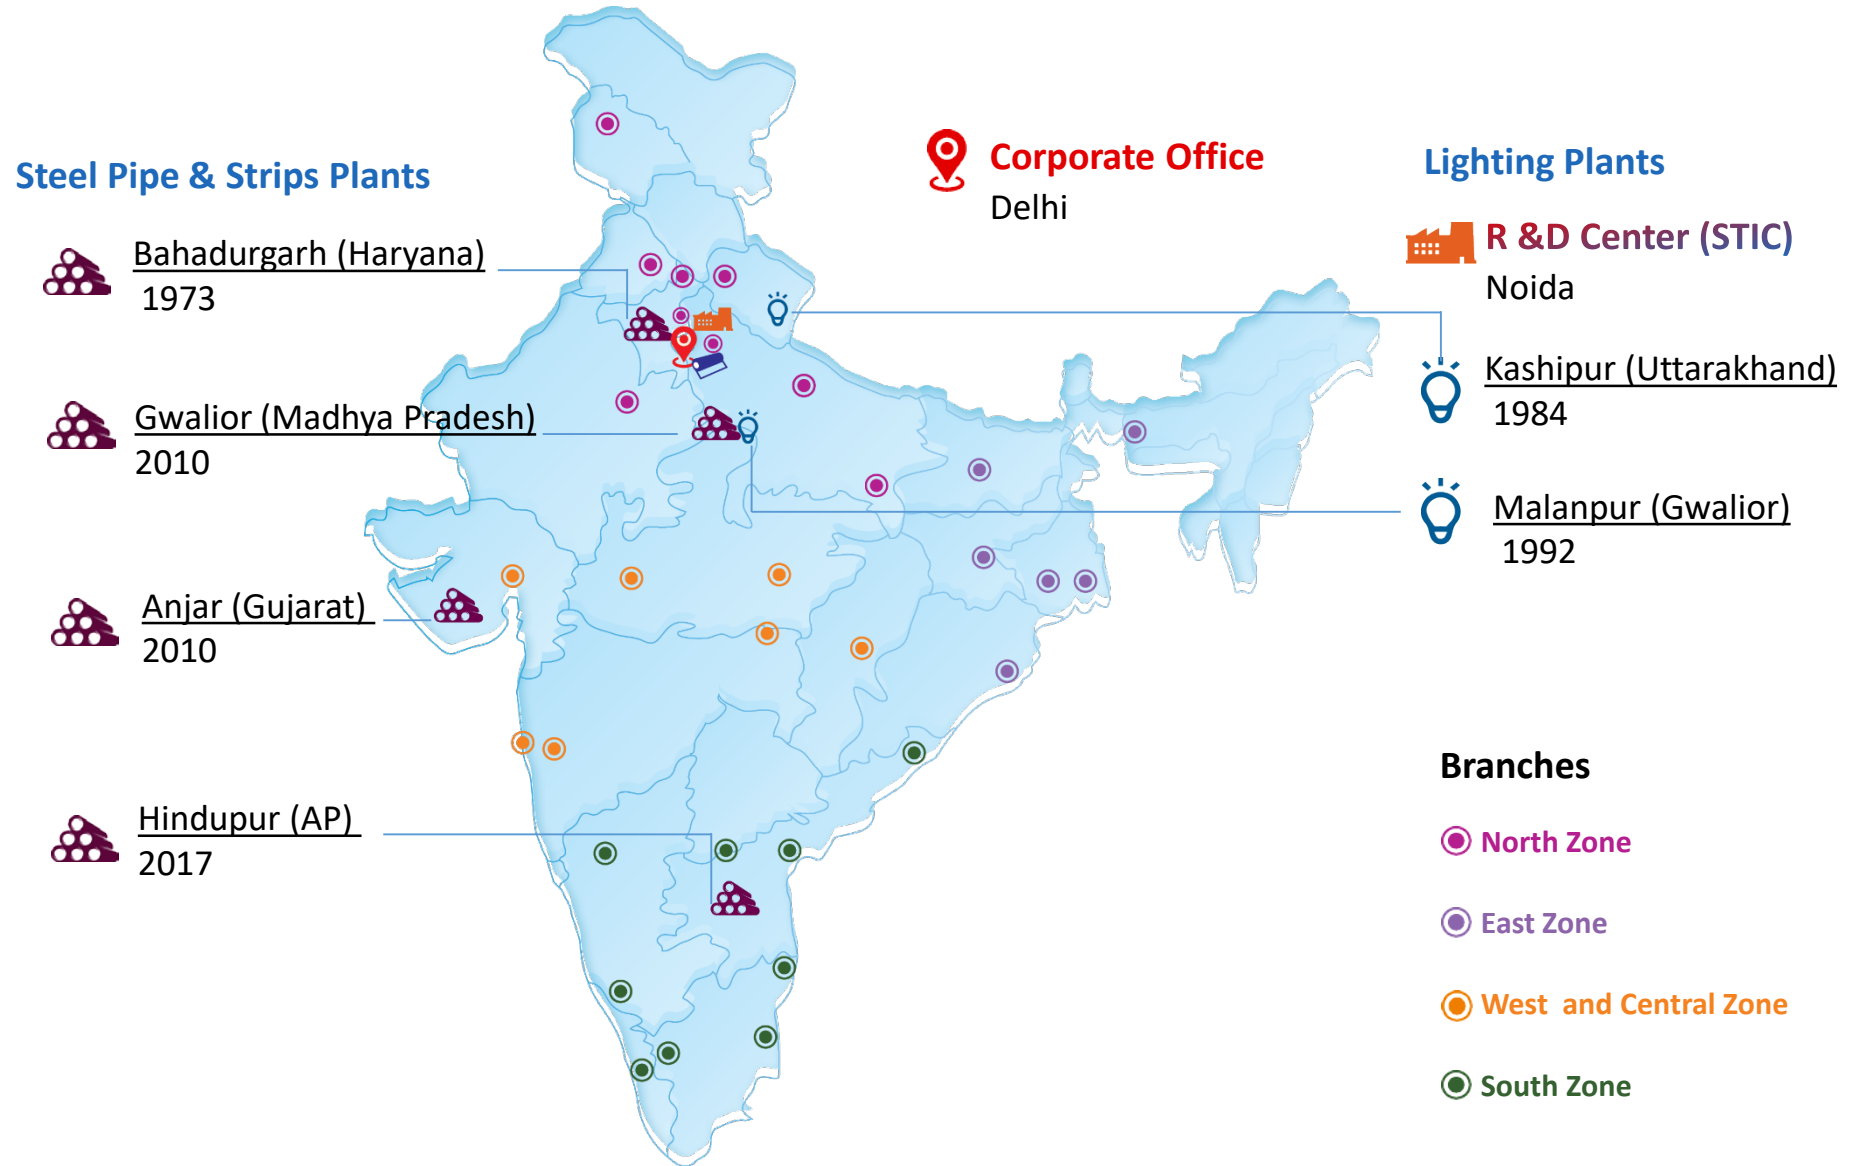 Steel Pipe & Strips Plants
Bahadurgarh (Haryana)
1973
Gwalior (Madhya Pradesh)
2010
Anjar (Gujarat)
2010
Hindupur (AP)
2017
Corporate Office
Delhi
Lighting Plants
R &D Center (STIC)
Noida
Kashipur (Uttarakhand)
1984
Malanpur (Gwalior)
1992
Branches
North Zone
East Zone
West and Central Zone
South Zone